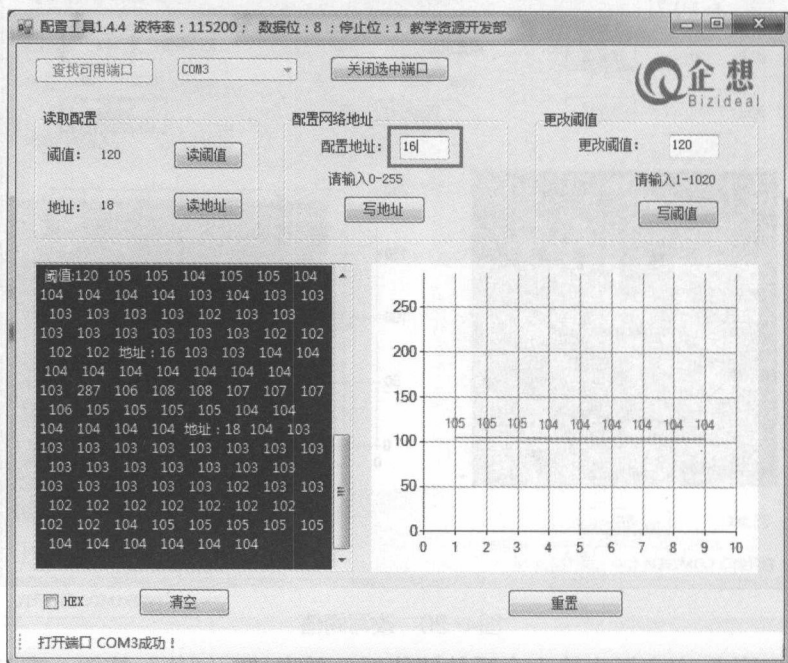 配置工具1.4.4 波特率：115200； 数据位：8 ；停止位：1 教学资源开发部
查找可用端口 COM3 关闭选中端口
企想
Bizideal
读取配置
阈值： 120 读阈值
地址： 18 读地址
配置网络地址
配置地址： 16
请输入0-255
写地址
更改阈值
更改阈值： 120
请输入1-1020
写阈值
阈值:120 105 105 104 105 105 104
104 104 104 104 103 104 103 103
103 103 103 103 102 103 103
103 103 103 103 103 103 102 102
102 102 地址：16 103 103 104 104
104 104 104 104 104 104 104
103 287 106 108 108 107 107 107
106 105 105 105 105 104 104
104 104 104 104 地址：18 104 103
103 103 103 103 103 103 103 103
103 103 103 103 103 103 103
103 103 103 103 103 102 103 103
102 102 102 102 102 102 102
102 102 104 105 105 105 105 105
104 104 104 104 104 104
250
200
150
105 105 105 104 104 104 104 104 104
100
50
0
0 1 2 3 4 5 6 7 8 9 10
HEX 清空 重置
打开端口 COM3成功！